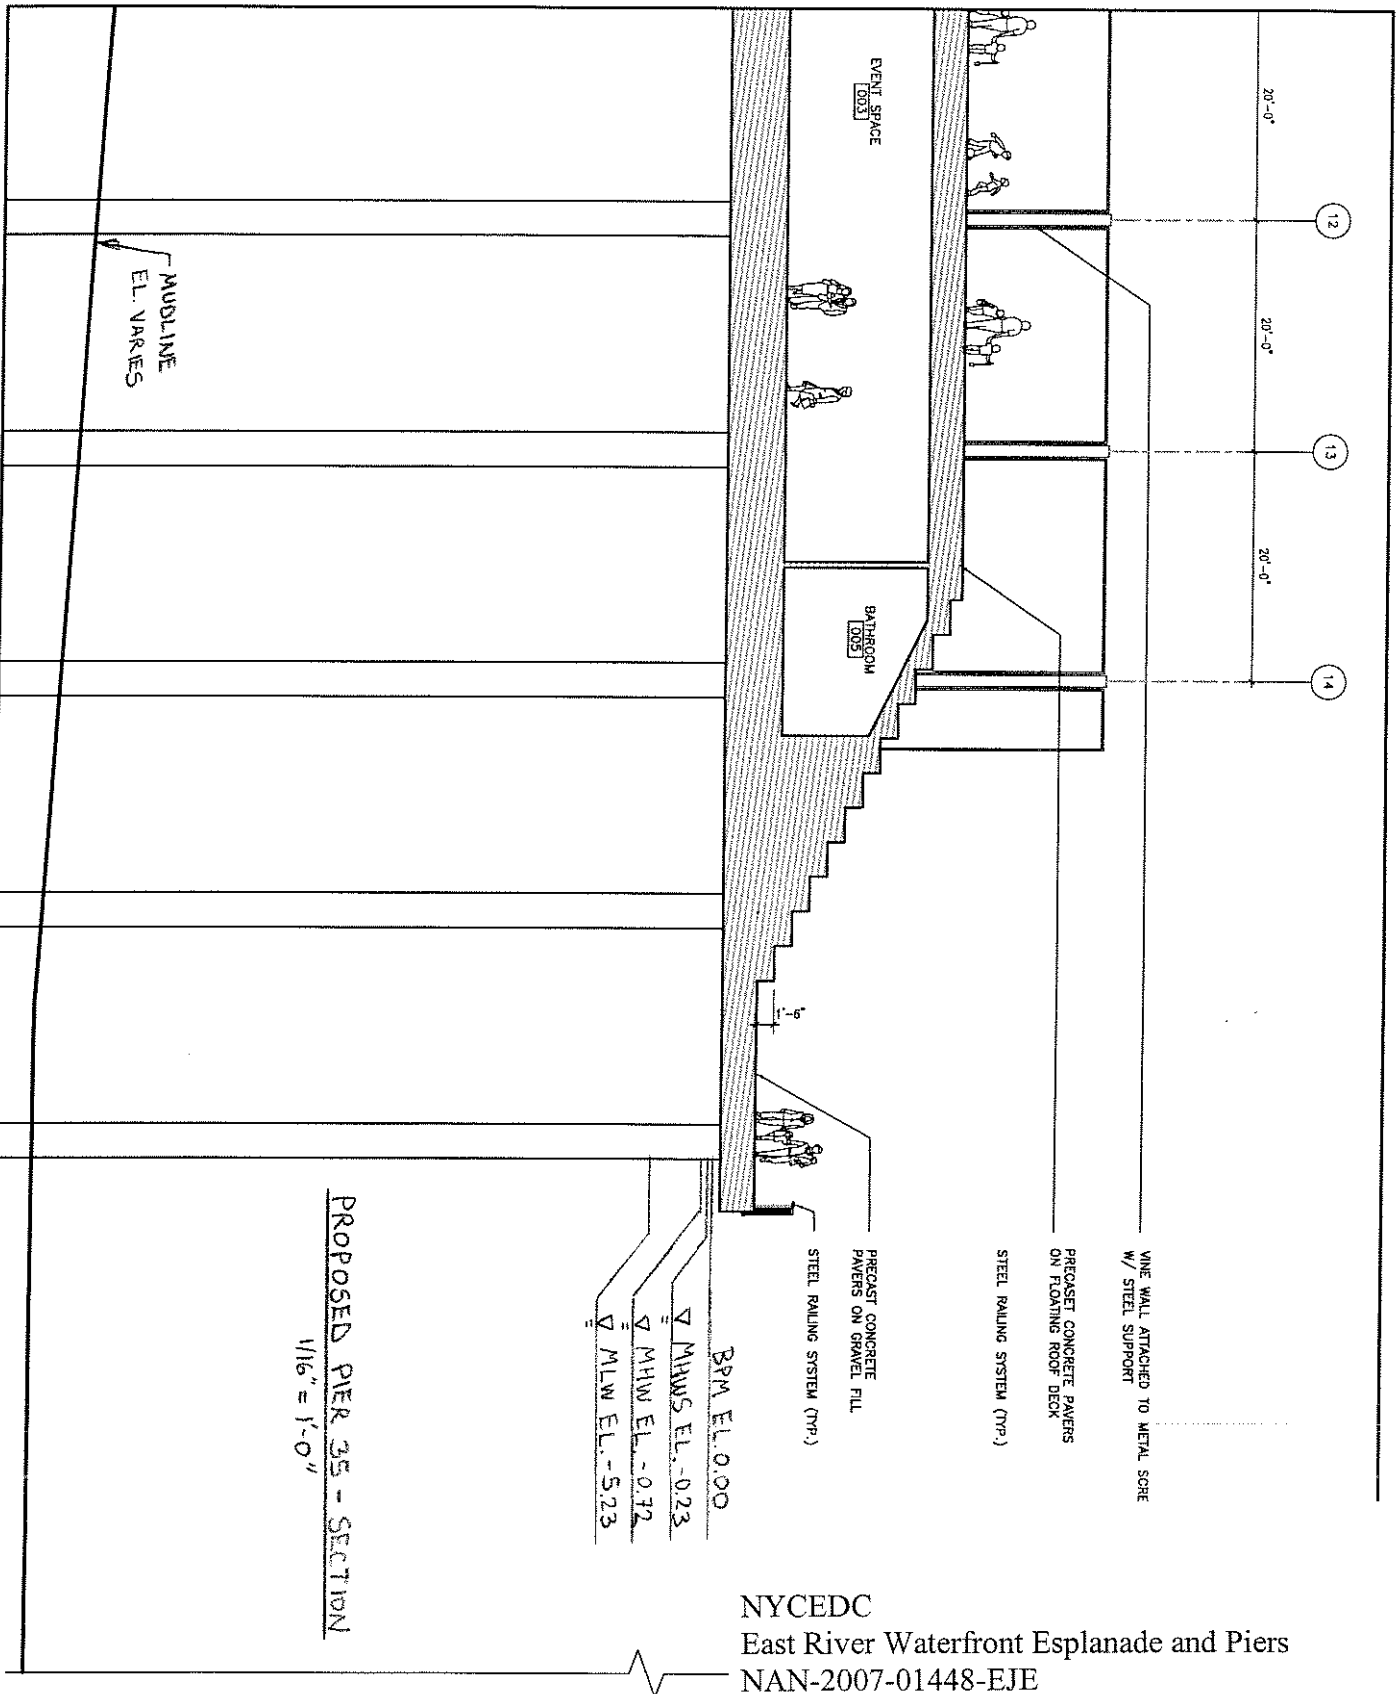 12
13
14
20'-0"
20'-0"
20'-0"
VINE WALL ATTACHED TO METAL SCRE
W/ STEEL SUPPORT
PRECASET CONCRETE PAVERS
ON FLOATING ROOF DECK
STEEL RAILING SYSTEM (TYP.)
EVENT SPACE
003
BATHROOM
005
PRECAST CONCRETE
PAVERS ON GRAVEL FILL
1'-6"
STEEL RAILING SYSTEM (TYP.)
BPM EL. 0.00
MHWS EL. -0.23
MHW EL. -0.72
MLW EL. -5.23
MUDLINE
EL. VARIES
PROPOSED PIER 35 - SECTION
1/16" = 1'-0"
NYCEDC
East River Waterfront Esplanade and Piers
NAN-2007-01448-EJE